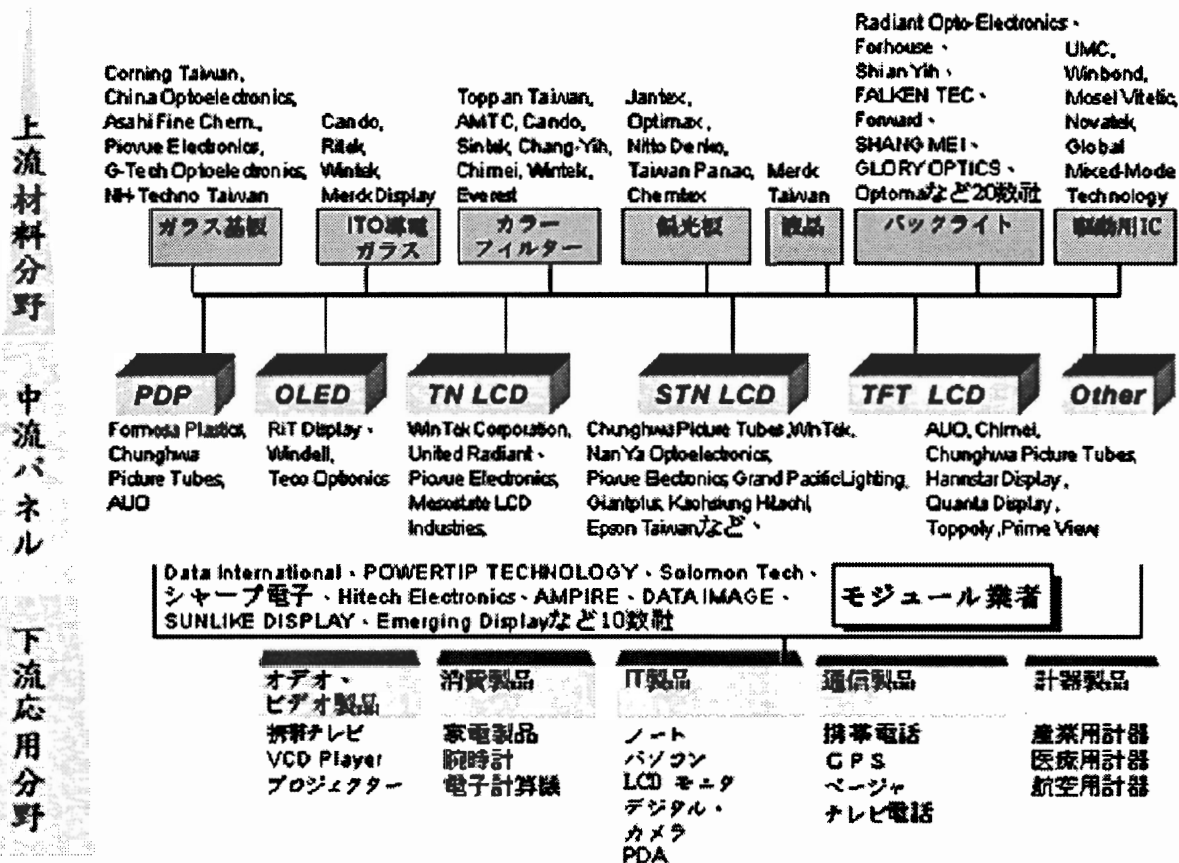 上流材料分野
Corning Taiwan,
China Optoelectronics,
Asahi Fine Chem.,
Piovue Electronics,
G-Tech Optoelectronics,
NH Techno Taiwan
ガラス基板
Cando,
Ritek,
Wintek,
Merck Display
ITO導電
ガラス
Toppan Taiwan,
AMTC, Cando,
Sintek, Chang-Yih,
Chimei, Wintek,
Everest
カラー
フィルター
Jantex,
Optimax,
Nitto Denko,
Taiwan Panac,
Chemtex
偏光板
Merck
Taiwan
液晶
Radiant Opto-Electronics、
Forhouse、
Shian Yih、
FALKEN TEC、
Forward、
SHANG MEI、
GLORY OPTICS、
Optomaなど20数社
バックライト
UMC,
Winbond,
Mosel Vitelic,
Novatek,
Global
Mixed-Mode
Technology
駆動用IC
中流パネル
PDP
Formosa Plastics,
Chunghwa
Picture Tubes,
AUO
OLED
RiT Display、
Windell,
Teco Optronics
TN LCD
WinTek Corporation,
United Radiant、
Piovue Electronics,
Mesostate LCD
Industries,
STN LCD
Chunghwa Picture Tubes, WinTek,
Nan Ya Optoelectronics,
Piovue Electronics, Grand Pacific Lighting,
Giantplus, Kaohsiung Hitachi,
Epson Taiwanなど、
TFT LCD
AUO, Chimei,
Chunghwa Picture Tubes,
Hannstar Display,
Quanta Display,
Toppoly, Prime View
Other
Data International、POWERTIP TECHNOLOGY、Solomon Tech、
シャープ電子、Hitech Electronics、AMPIRE、DATA IMAGE、
SUNLIKE DISPLAY、Emerging Displayなど10数社
モジュール業者
下流応用分野
オデオ、
ビデオ製品
携帯テレビ
VCD Player
プロジェクター
消費製品
家電製品
腕時計
電子計算機
IT製品
ノート
パソコン
LCD モニタ
デジタル・
カメラ
PDA
通信製品
携帯電話
GPS
ページャ
テレビ電話
計器製品
産業用計器
医療用計器
航空用計器